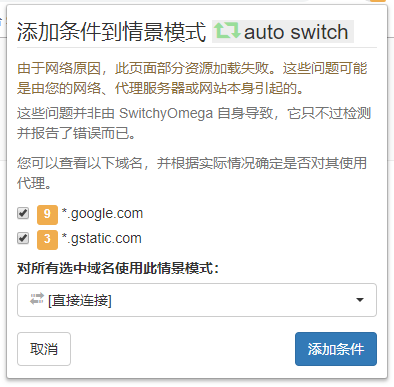 添加条件到情景模式 auto switch
由于网络原因，此页面部分资源加载失败。这些问题可能
是由您的网络、代理服务器或网站本身引起的。
这些问题并非由 SwitchyOmega 自身导致，它只不过检测
并报告了错误而已。
您可以查看以下域名，并根据实际情况确定是否对其使用
代理。
9 *.google.com
3 *.gstatic.com
对所有选中域名使用此情景模式：
[直接连接]
取消 添加条件